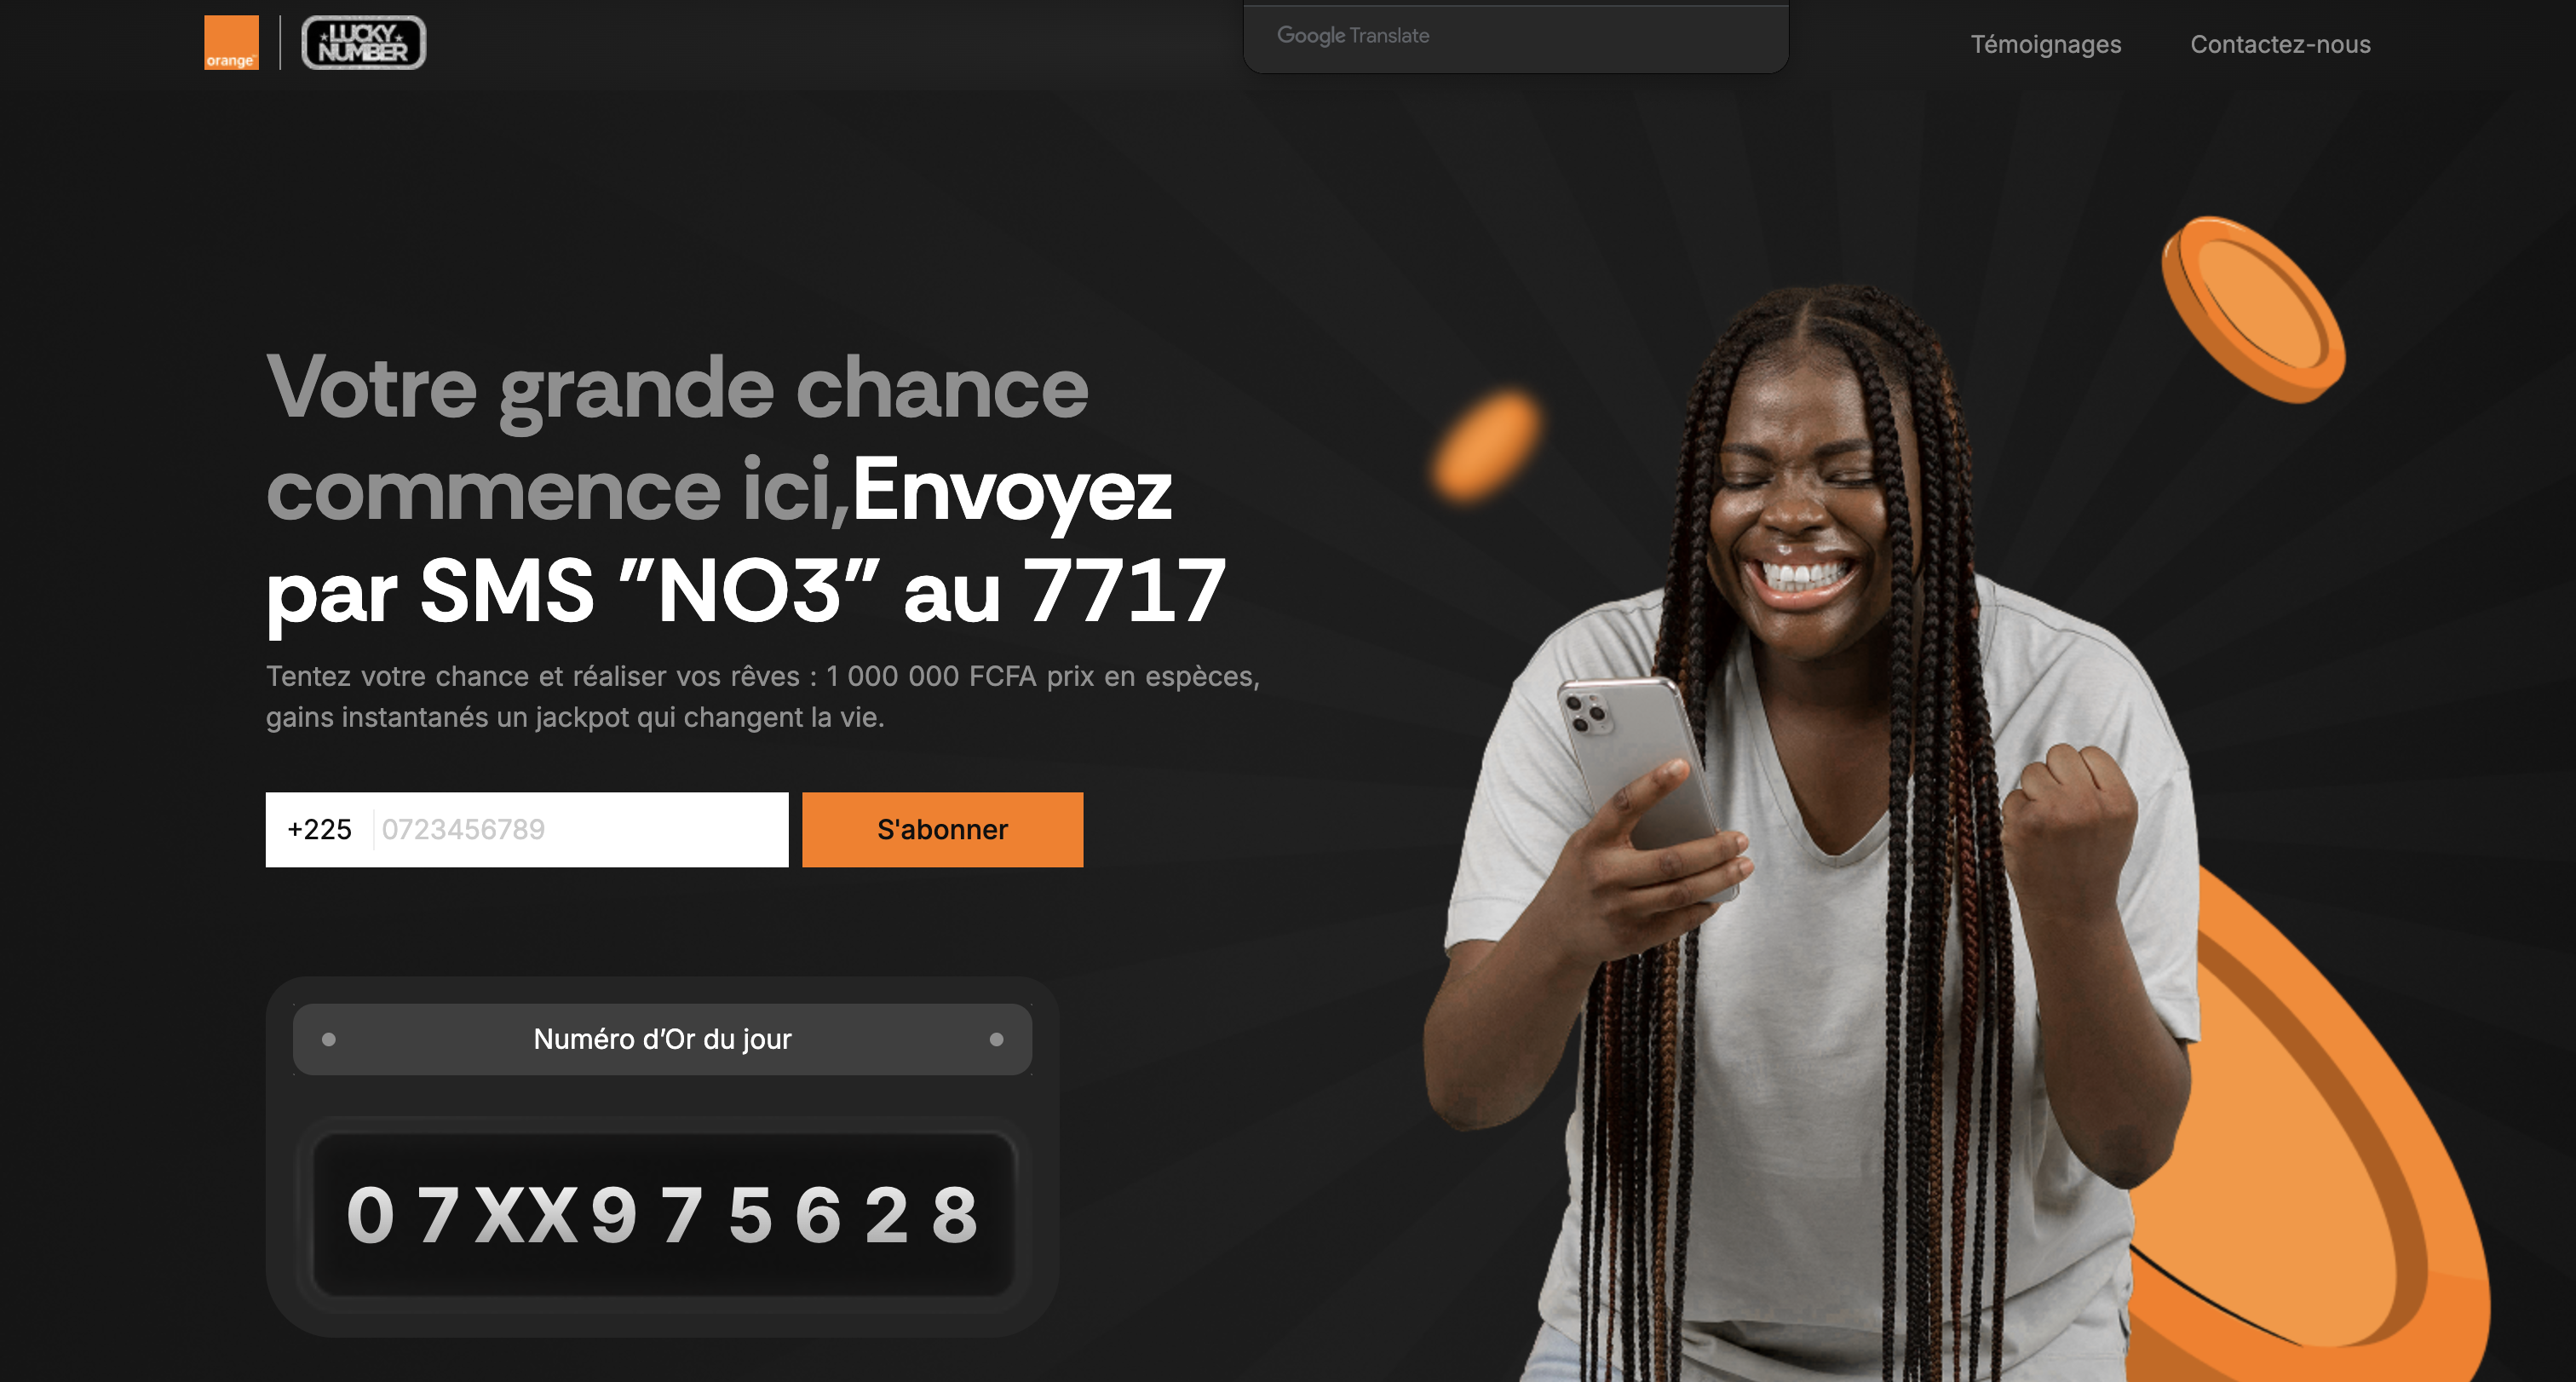 orange
LUCKY
NUMBER
Google Translate
Témoignages
Contactez-nous
Votre grande chance
commence ici,Envoyez
par SMS "NO3" au 7717
Tentez votre chance et réaliser vos rêves : 1 000 000 FCFA prix en espèces,
gains instantanés un jackpot qui changent la vie.
+225
0723456789
S'abonner
Numéro d’Or du jour
0 7 X X 9 7 5 6 2 8